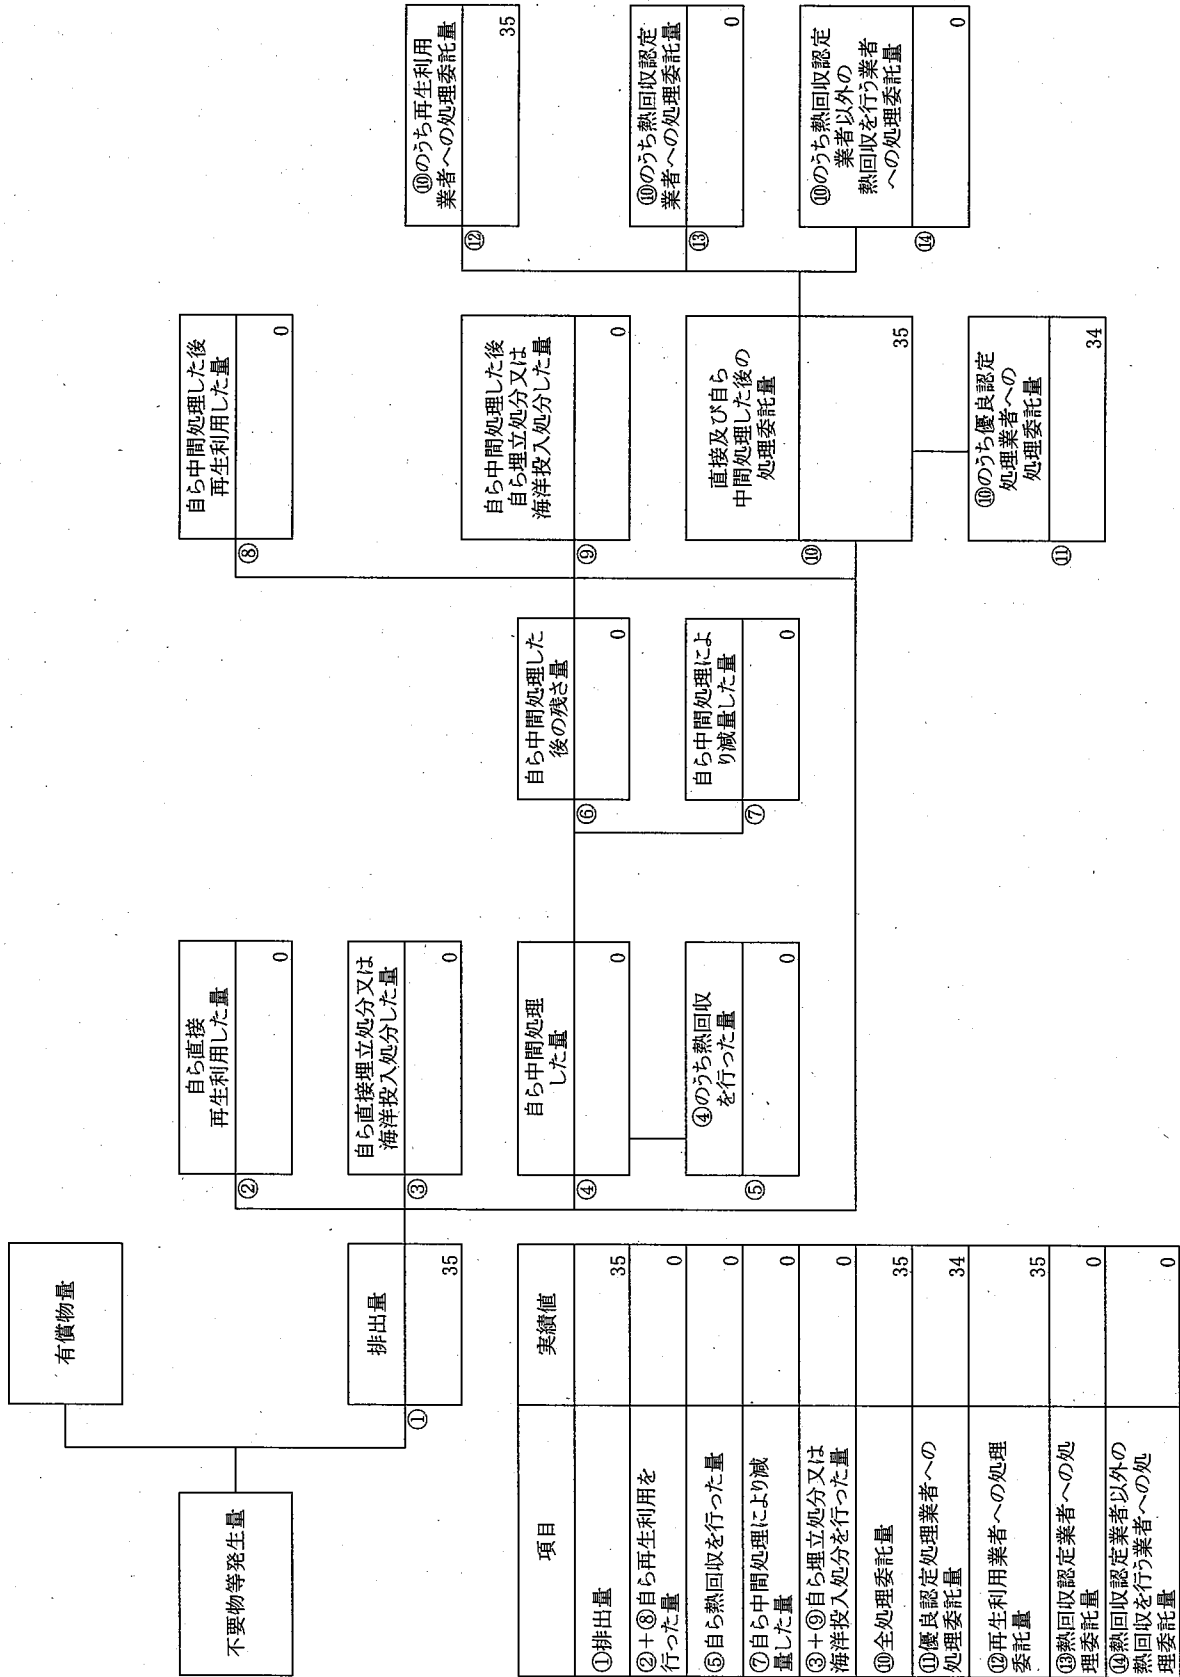 不要物等発生量
有償物量
排出量
①
35
自ら直接
再生利用した量
②
0
自ら直接埋立処分又は
海洋投入処分した量
③
0
自ら中間処理
した量
④
0
④のうち熱回収
を行った量
⑤
0
自ら中間処理した
後の残さ量
⑥
0
自ら中間処理によ
り減量した量
⑦
0
自ら中間処理した後
再生利用した量
⑧
0
自ら中間処理した後
自ら埋立処分又は
海洋投入処分した量
⑨
0
直接及び自ら
中間処理した後の
処理委託量
⑩
35
⑩のうち優良認定
処理業者への
処理委託量
⑪
34
⑩のうち再生利用
業者への処理委託量
⑫
35
⑩のうち熱回収認定
業者への処理委託量
⑬
0
⑩のうち熱回収認定
業者以外の
熱回収を行う業者
への処理委託量
⑭
0
項目 実績値
①排出量 35
②+⑧自ら再生利用を
行った量 0
⑤自ら熱回収を行った量 0
⑦自ら中間処理により減
量した量 0
③+⑨自ら埋立処分又は
海洋投入処分を行った量 0
⑩全処理委託量 35
⑪優良認定処理業者への
処理委託量 34
⑫再生利用業者への処理
委託量 35
⑬熱回収認定業者への処
理委託量 0
⑭熱回収認定業者以外の
熱回収を行う業者への処
理委託量 0